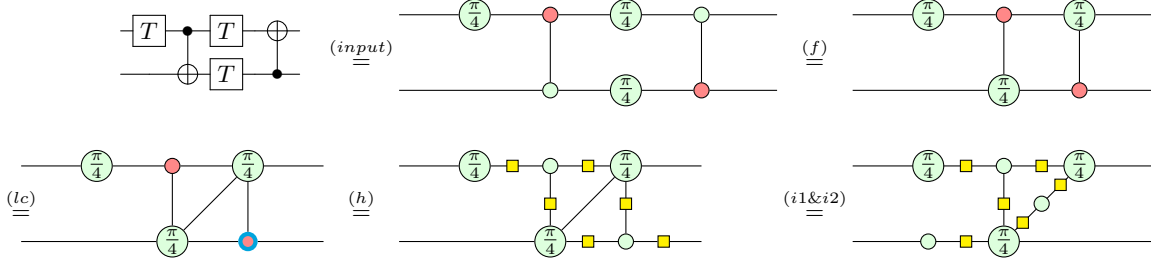 T T (input) = π/4 π/4 (f) = π/4 π/4
T π/4 π/4
(lc) = π/4 π/4 (h) = π/4 π/4 (i1&i2) = π/4 π/4
π/4 π/4 π/4